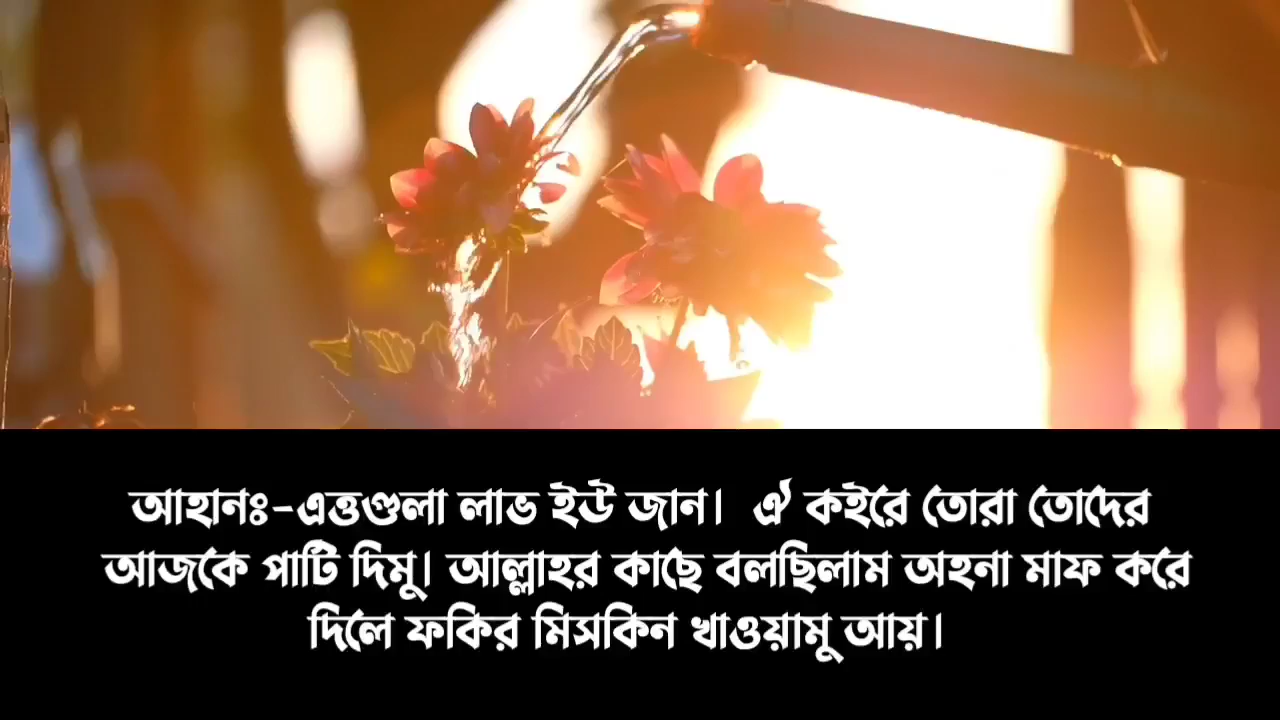 আহানঃ-এত্তগুলা লাভ ইউ জান। ঐ কইরে তোরা তোদের
আজকে পার্টি দিমু। আল্লাহর কাছে বলছিলাম অহনা মাফ করে
দিলে ফকির মিসকিন খাওয়ামু আয়।